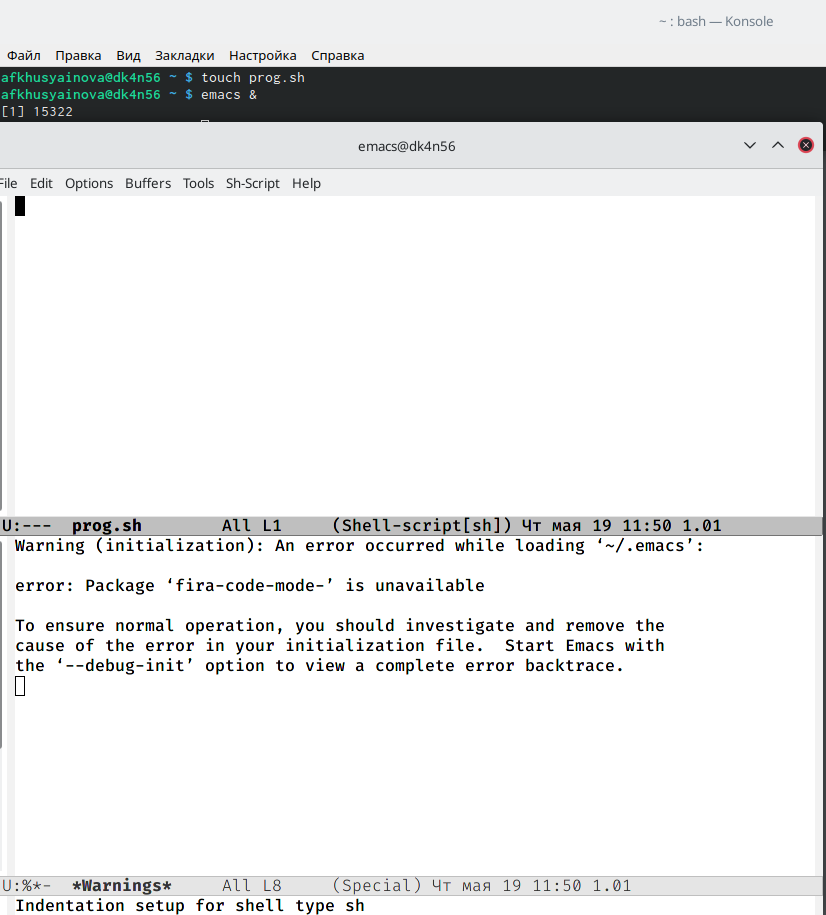 ~ : bash — Konsole
Файл Правка Вид Закладки Настройка Справка
afkhusyainova@dk4n56 ~ $ touch prog.sh
afkhusyainova@dk4n56 ~ $ emacs &
[1] 15322
emacs@dk4n56
File Edit Options Buffers Tools Sh-Script Help
U:--- prog.sh All L1 (Shell-script[sh]) Чт мая 19 11:50 1.01
Warning (initialization): An error occurred while loading ‘~/.emacs’:
error: Package ‘fira-code-mode-’ is unavailable
To ensure normal operation, you should investigate and remove the
cause of the error in your initialization file. Start Emacs with
the ‘--debug-init’ option to view a complete error backtrace.
U:%*- *Warnings* All L8 (Special) Чт мая 19 11:50 1.01
Indentation setup for shell type sh